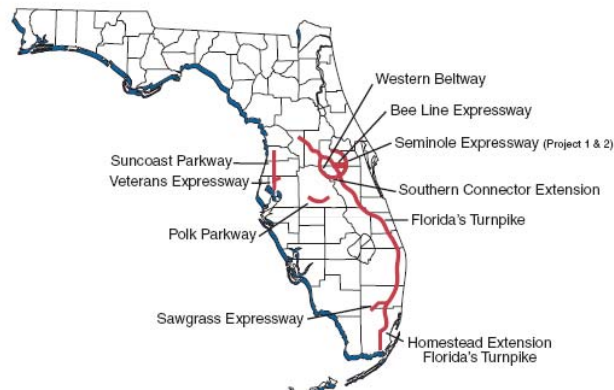 Western Beltway
Bee Line Expressway
Seminole Expressway (Project 1 & 2)
Suncoast Parkway
Veterans Expressway
Southern Connector Extension
Florida's Turnpike
Polk Parkway
Sawgrass Expressway
Homestead Extension
Florida's Turnpike